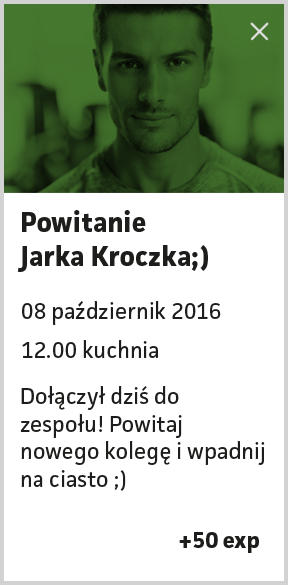 Powitanie
Jarka Kroczka;)
08 październik 2016
12.00 kuchnia
Dołączył dziś do
zespołu! Powitaj
nowego kolegę i wpadnij
na ciasto ;)
+50 exp